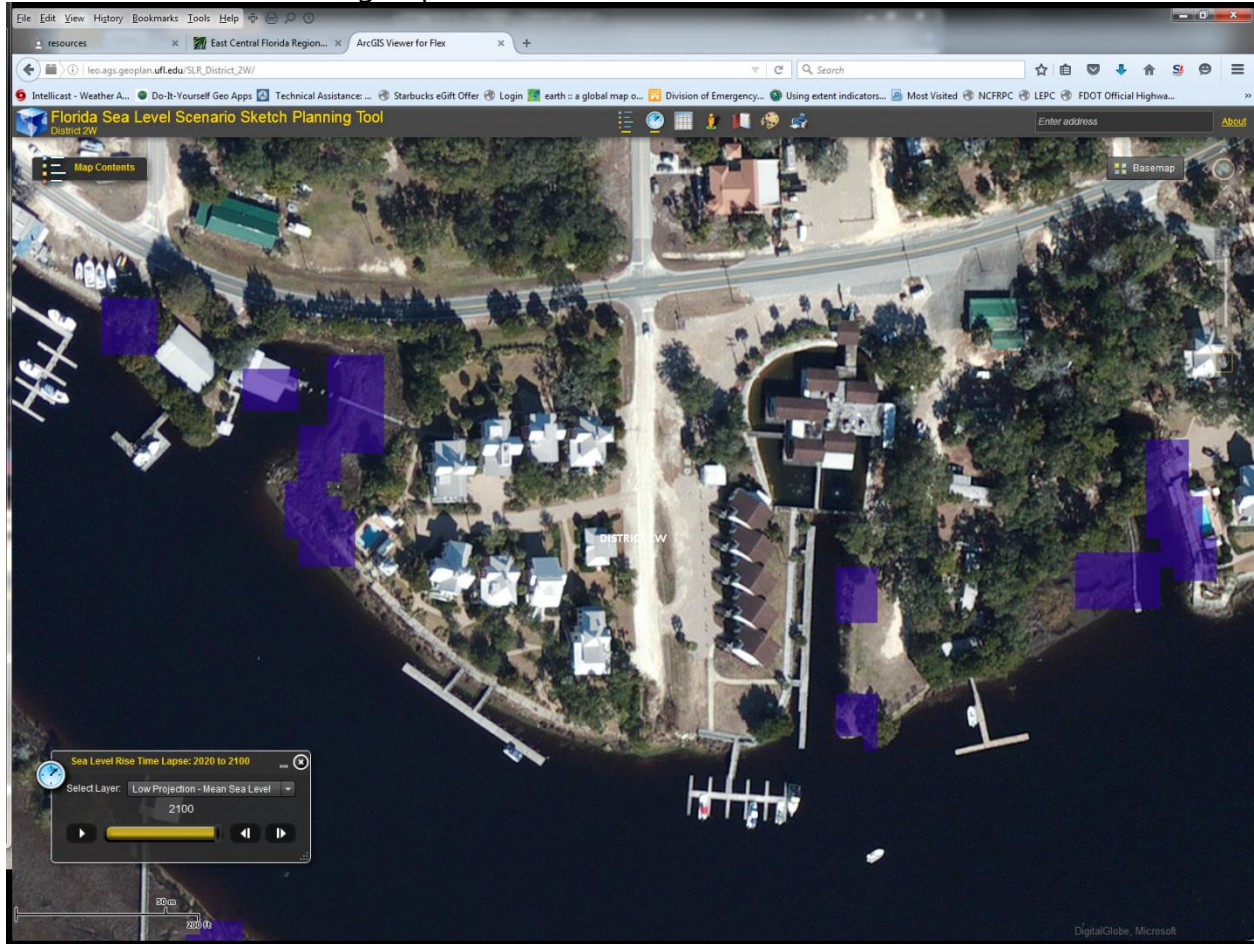 File Edit View History Bookmarks Tools Help
resources
East Central Florida Region...
ArcGIS Viewer for Flex
leo.ags.geoplan.ufl.edu/SLR_District_2W/
Search
Intellicast - Weather A... Do-It-Yourself Geo Apps Technical Assistance: ... Starbucks eGift Offer Login earth :: a global map o... Division of Emergency... Using extent indicators... Most Visited NCFRPC LEPC FDOT Official Highwa... »
Florida Sea Level Scenario Sketch Planning Tool
District 2W
Enter address
About
Map Contents
Basemap
Sea Level Rise Time Lapse: 2020 to 2100
Select Layer: Low Projection - Mean Sea Level
2100
50 m
200 ft
DigitalGlobe, Microsoft